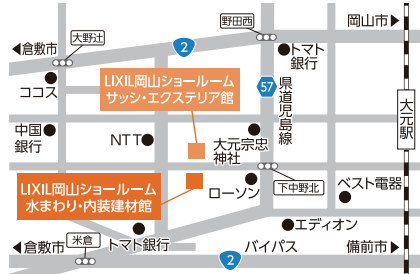 野田西
岡山市▶
大野辻
◀倉敷市
2
トマト
銀行
ココス
LIXIL岡山ショールーム
サッシ・エクステリア館
57
県道児島線
大元駅
中国
銀行
NTT
大元宗忠
神社
LIXIL岡山ショールーム
水まわり・内装建材館
ローソン
下中野北
ベスト電器
エディオン
米倉
トマト銀行
◀倉敷市
2
バイパス
備前市▶